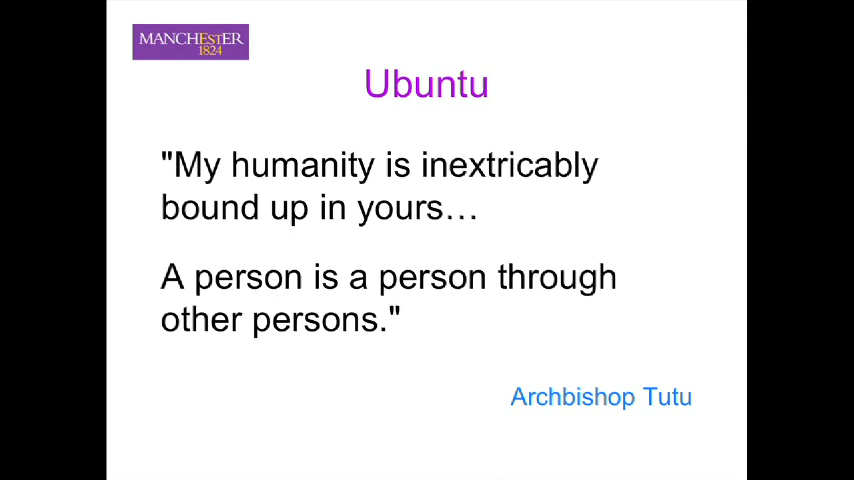 MANCHEstER
1824
Ubuntu
"My humanity is inextricably
bound up in yours…
A person is a person through
other persons."
Archbishop Tutu